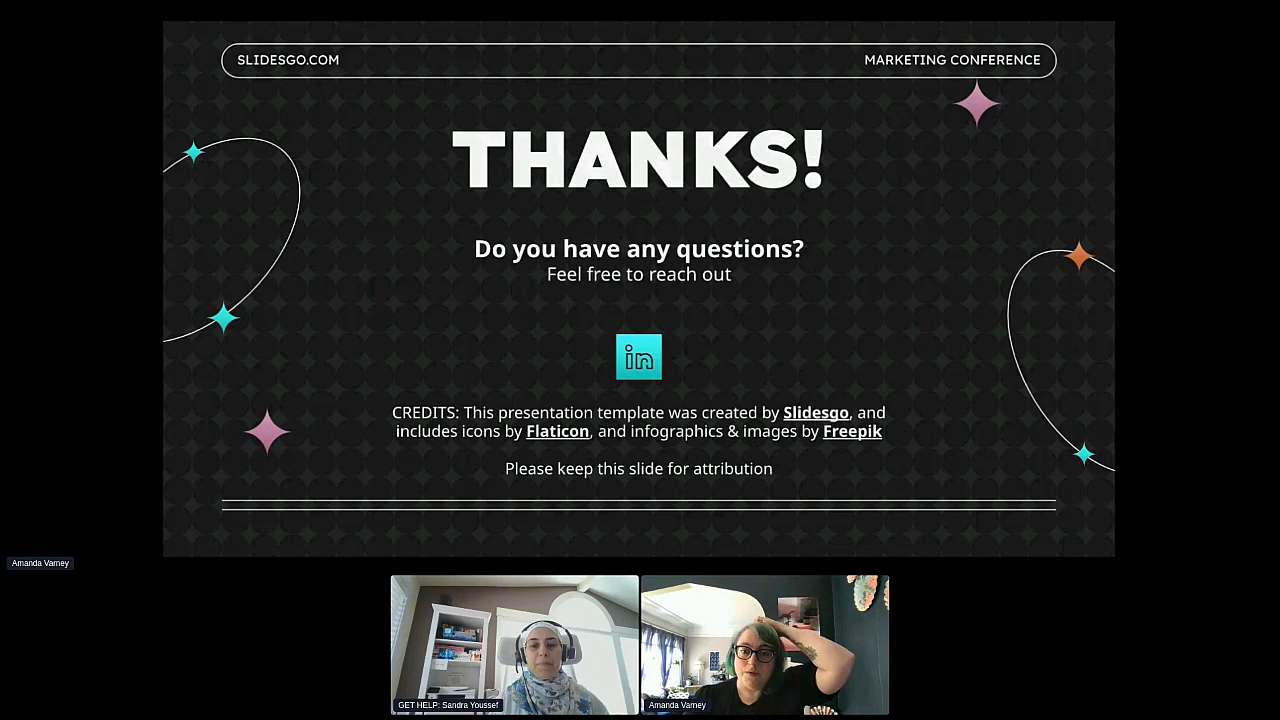 SLIDESGO.COM
MARKETING CONFERENCE
THANKS!
Do you have any questions?
Feel free to reach out
in
CREDITS: This presentation template was created by Slidesgo, and
includes icons by Flaticon, and infographics & images by Freepik
Please keep this slide for attribution
Amanda Varney
GET HELP: Sandra Youssef
Amanda Varney